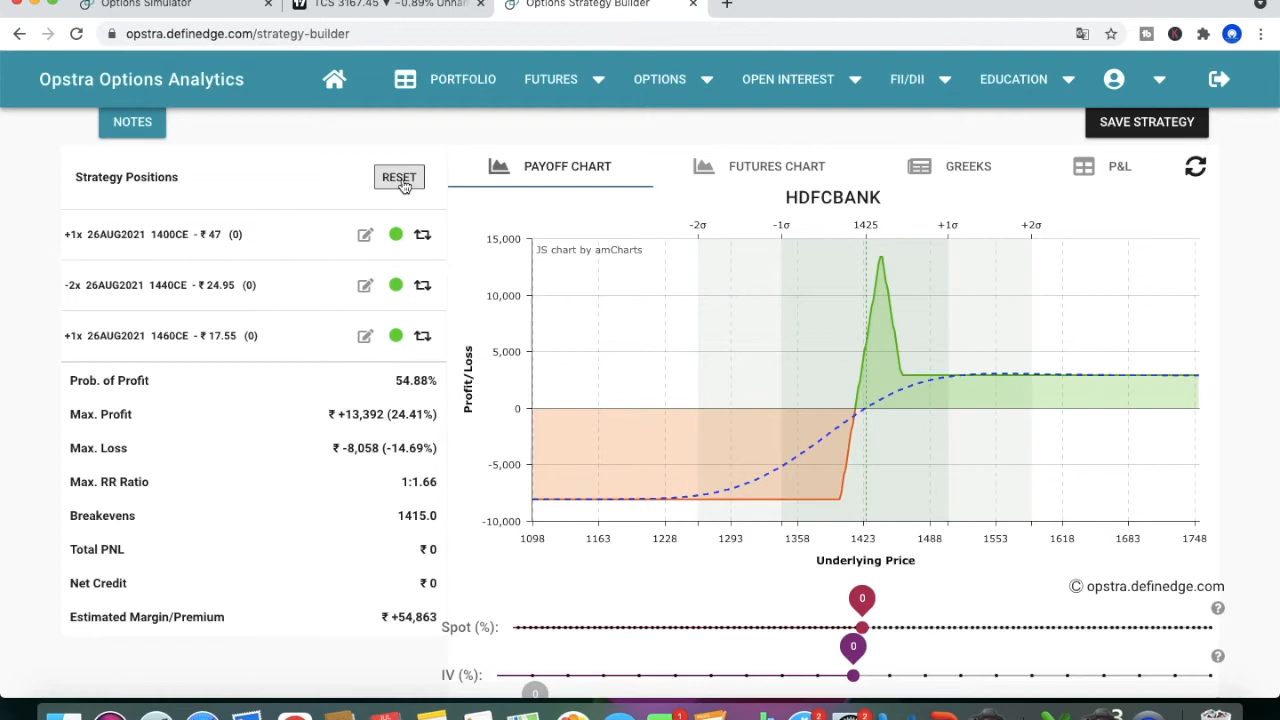 Options Simulator
TCS 3167.45 ▼ −0.89% Unnan
Options Strategy Builder
opstra.definedge.com/strategy-builder
Opstra Options Analytics
PORTFOLIO
FUTURES
OPTIONS
OPEN INTEREST
FII/DII
EDUCATION
NOTES
SAVE STRATEGY
Strategy Positions
RESET
PAYOFF CHART
FUTURES CHART
GREEKS
P&L
HDFCBANK
+1x 26AUG2021 1400CE - ₹ 47 (0)
-2x 26AUG2021 1440CE - ₹ 24.95 (0)
+1x 26AUG2021 1460CE - ₹ 17.55 (0)
Prob. of Profit 54.88%
Max. Profit ₹ +13,392 (24.41%)
Max. Loss ₹ -8,058 (-14.69%)
Max. RR Ratio 1:1.66
Breakevens 1415.0
Total PNL ₹ 0
Net Credit ₹ 0
Estimated Margin/Premium ₹ +54,863
-2σ -1σ 1425 +1σ +2σ
JS chart by amCharts
15,000
10,000
5,000
0
-5,000
-10,000
Profit/Loss
1098 1163 1228 1293 1358 1423 1488 1553 1618 1683 1748
Underlying Price
© opstra.definedge.com
0
Spot (%):
0
IV (%):
0
1
2
2